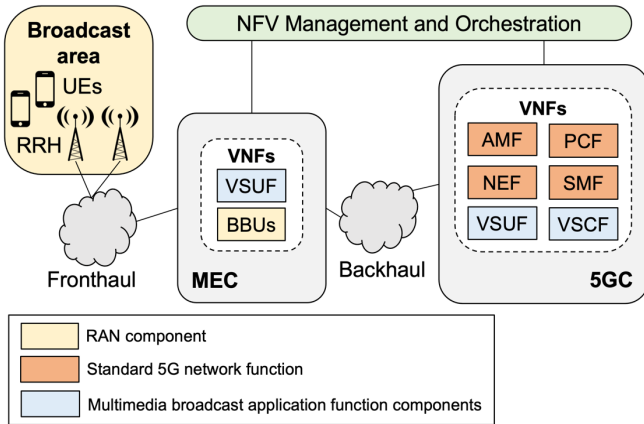 NFV Management and Orchestration
Broadcast
area
UEs
RRH
Fronthaul
VNFs
VSUF
BBUs
MEC
Backhaul
VNFs
AMF
PCF
NEF
SMF
VSUF
VSCF
5GC
RAN component
Standard 5G network function
Multimedia broadcast application function components